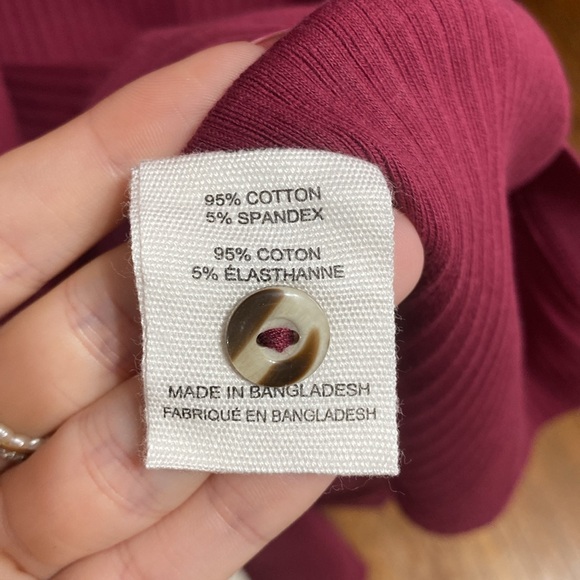 95% COTTON
5% SPANDEX
95% COTON
5% ÉLASTHANNE
MADE IN BANGLADESH
FABRIQUÉ EN BANGLADESH